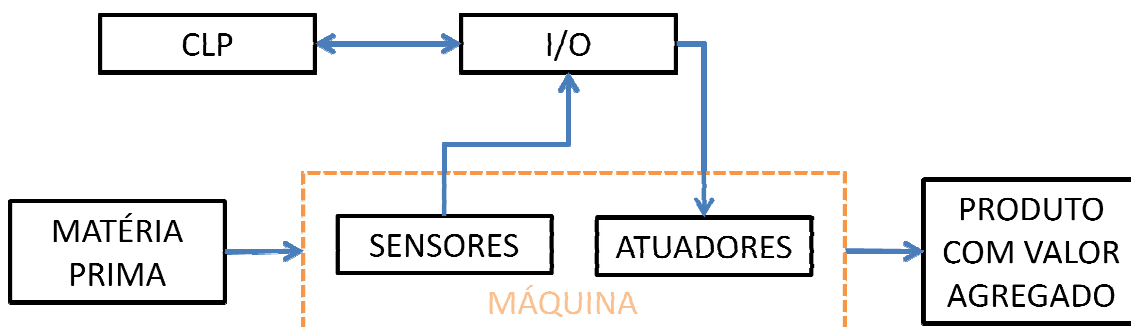 CLP
I/O
MATÉRIA
PRIMA
SENSORES
ATUADORES
MÁQUINA
PRODUTO
COM VALOR
AGREGADO